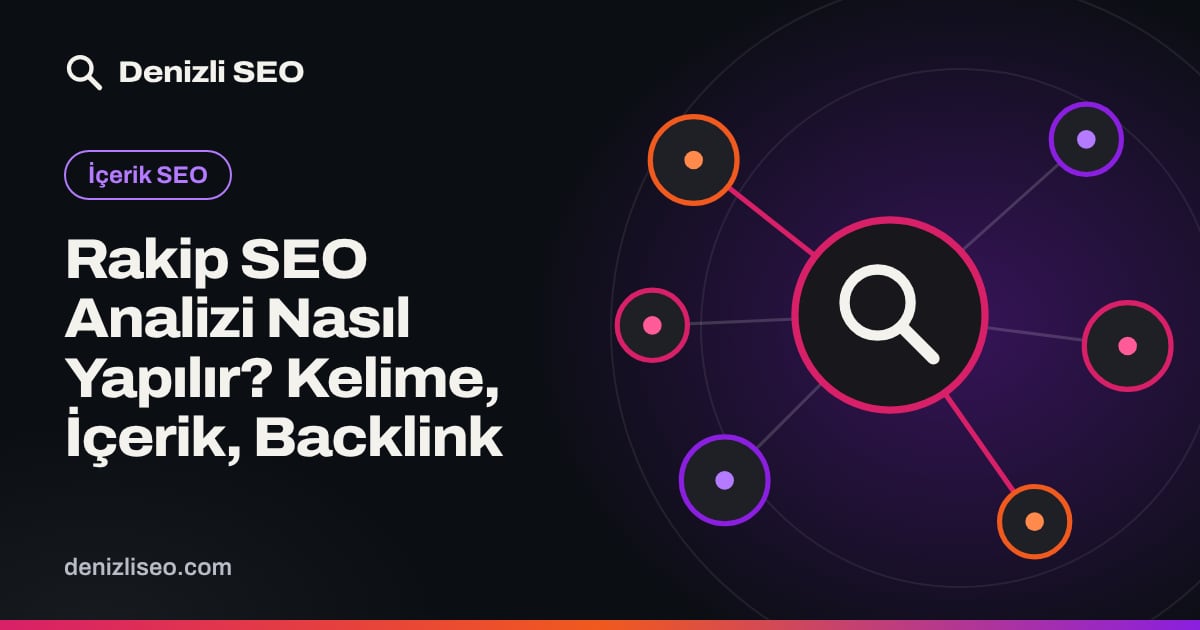 Denizli SEO
İçerik SEO
Rakip SEO
Analizi Nasıl
Yapılır? Kelime,
İçerik, Backlink
denizliseo.com